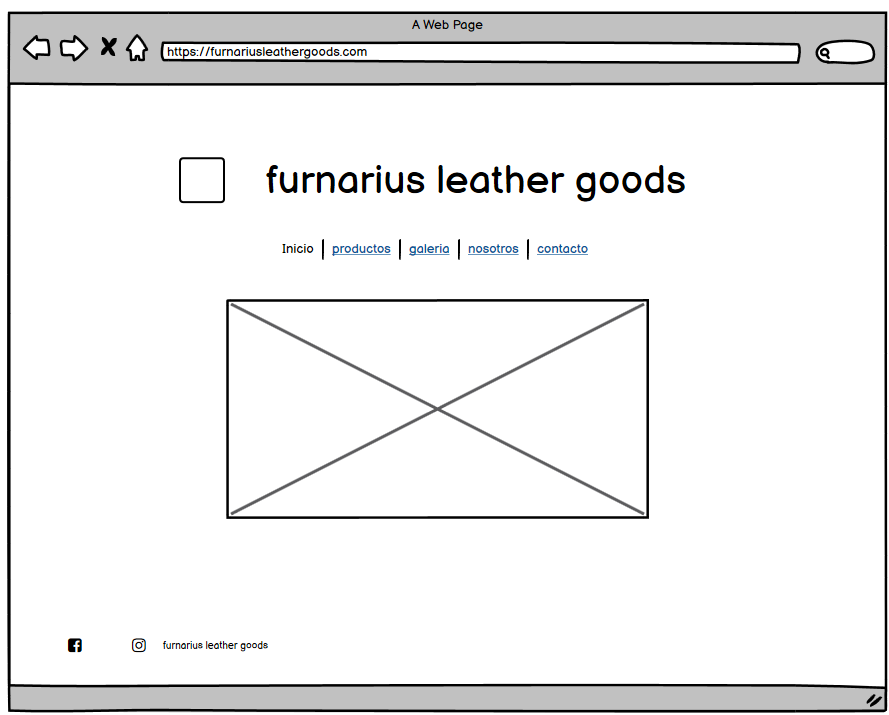 A Web Page
https://furnariusleathergoods.com
furnarius leather goods
Inicio productos galeria nosotros contacto
furnarius leather goods